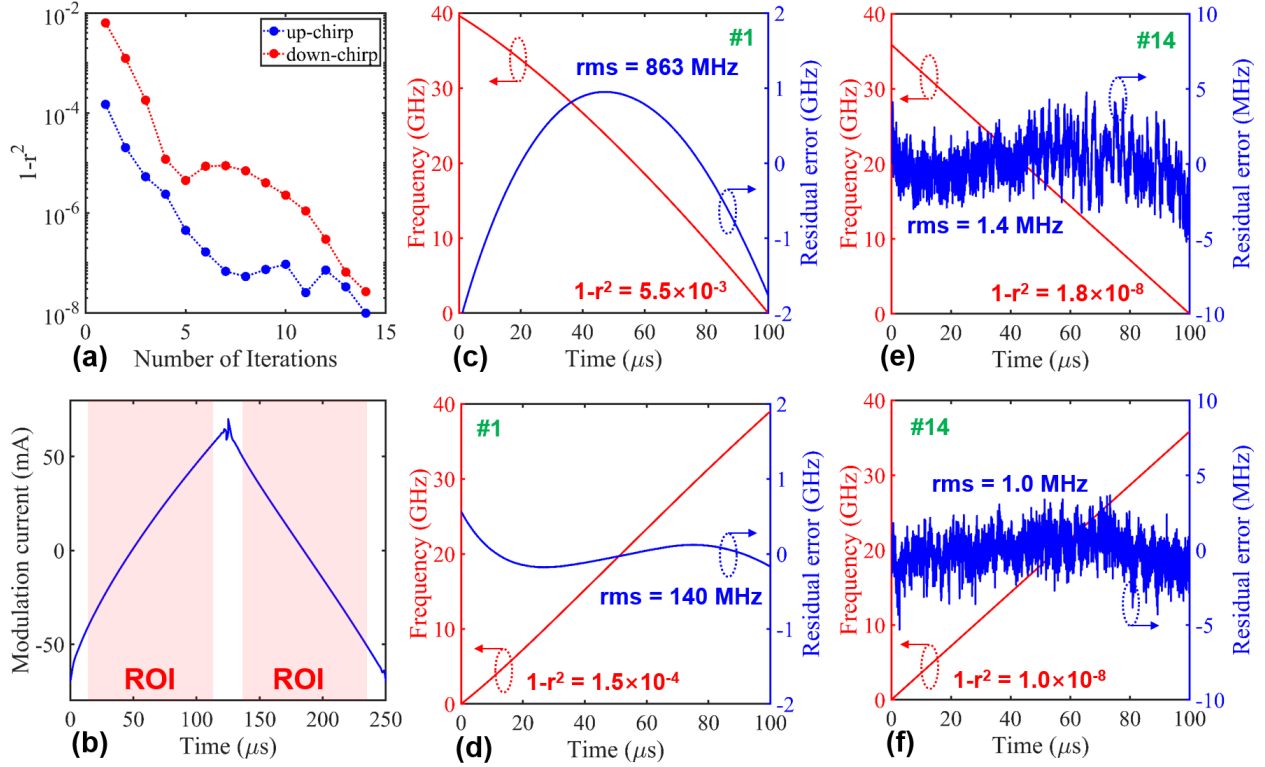 10⁻²
10⁻⁴
10⁻⁶
10⁻⁸
1-r²
up-chirp
down-chirp
0
5
10
15
Number of Iterations
(a)
40
30
20
10
0
Frequency (GHz)
#1
rms = 863 MHz
1-r² = 5.5×10⁻³
2
1
0
-1
-2
Residual error (GHz)
0
20
40
60
80
100
Time (μs)
(c)
40
30
20
10
0
Frequency (GHz)
#14
rms = 1.4 MHz
1-r² = 1.8×10⁻⁸
10
5
0
-5
-10
Residual error (MHz)
0
20
40
60
80
100
Time (μs)
(e)
50
0
-50
Modulation current (mA)
ROI
ROI
0
50
100
150
200
250
Time (μs)
(b)
40
30
20
10
0
Frequency (GHz)
#1
rms = 140 MHz
1-r² = 1.5×10⁻⁴
2
1
0
-1
-2
Residual error (GHz)
0
20
40
60
80
100
Time (μs)
(d)
40
30
20
10
0
Frequency (GHz)
#14
rms = 1.0 MHz
1-r² = 1.0×10⁻⁸
10
5
0
-5
-10
Residual error (MHz)
0
20
40
60
80
100
Time (μs)
(f)